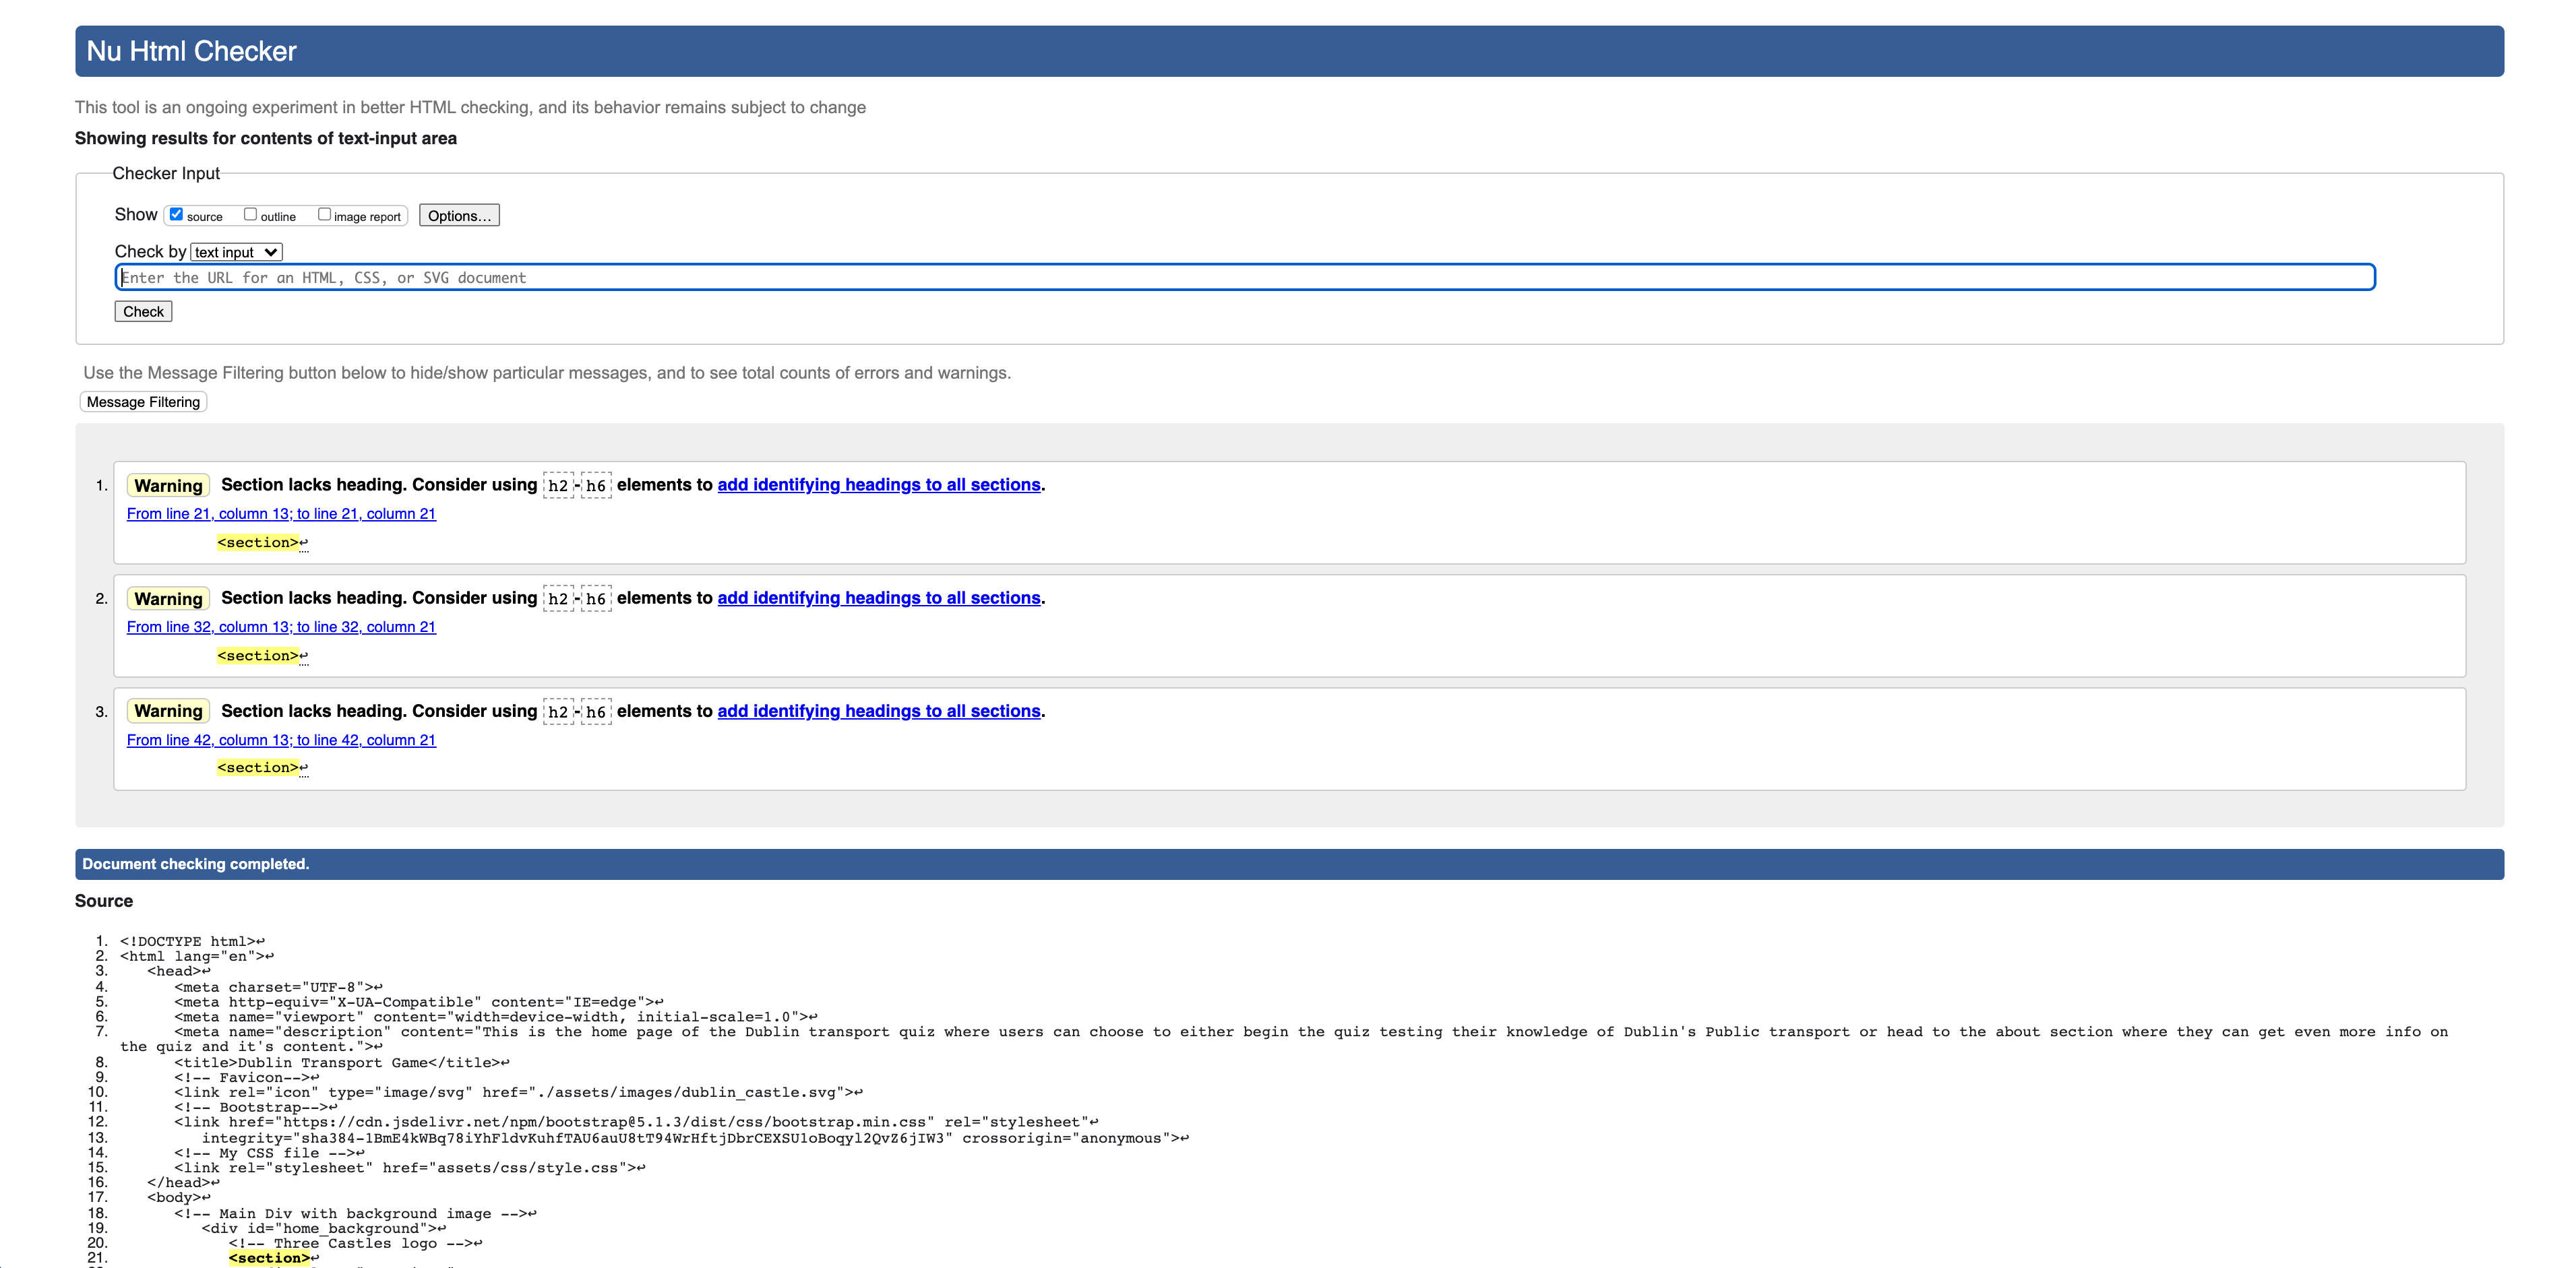 Nu Html Checker
This tool is an ongoing experiment in better HTML checking, and its behavior remains subject to change
Showing results for contents of text-input area
Checker Input
Show source outline image report Options...
Check by text input
Enter the URL for an HTML, CSS, or SVG document
Check
Use the Message Filtering button below to hide/show particular messages, and to see total counts of errors and warnings.
Message Filtering
1. Warning Section lacks heading. Consider using h2-h6 elements to add identifying headings to all sections.
From line 21, column 13; to line 21, column 21
<section>↩
2. Warning Section lacks heading. Consider using h2-h6 elements to add identifying headings to all sections.
From line 32, column 13; to line 32, column 21
<section>↩
3. Warning Section lacks heading. Consider using h2-h6 elements to add identifying headings to all sections.
From line 42, column 13; to line 42, column 21
<section>↩
Document checking completed.
Source
1. <!DOCTYPE html>↩
2. <html lang="en">↩
3. <head>↩
4. <meta charset="UTF-8">↩
5. <meta http-equiv="X-UA-Compatible" content="IE=edge">↩
6. <meta name="viewport" content="width=device-width, initial-scale=1.0">↩
7. <meta name="description" content="This is the home page of the Dublin transport quiz where users can choose to either begin the quiz testing their knowledge of Dublin's Public transport or head to the about section where they can get even more info on
the quiz and it's content.">↩
8. <title>Dublin Transport Game</title>↩
9. <!-- Favicon-->↩
10. <link rel="icon" type="image/svg" href="./assets/images/dublin_castle.svg">↩
11. <!-- Bootstrap-->↩
12. <link href="https://cdn.jsdelivr.net/npm/bootstrap@5.1.3/dist/css/bootstrap.min.css" rel="stylesheet"↩
13. integrity="sha384-1BmE4kWBq78iYhFldvKuhfTAU6auU8tT94WrHftjDbrCEXSU1oBoqyl2QvZ6jIW3" crossorigin="anonymous">↩
14. <!-- My CSS file -->↩
15. <link rel="stylesheet" href="assets/css/style.css">↩
16. </head>↩
17. <body>↩
18. <!-- Main Div with background image -->↩
19. <div id="home_background">↩
20. <!-- Three Castles logo -->↩
21. <section>↩